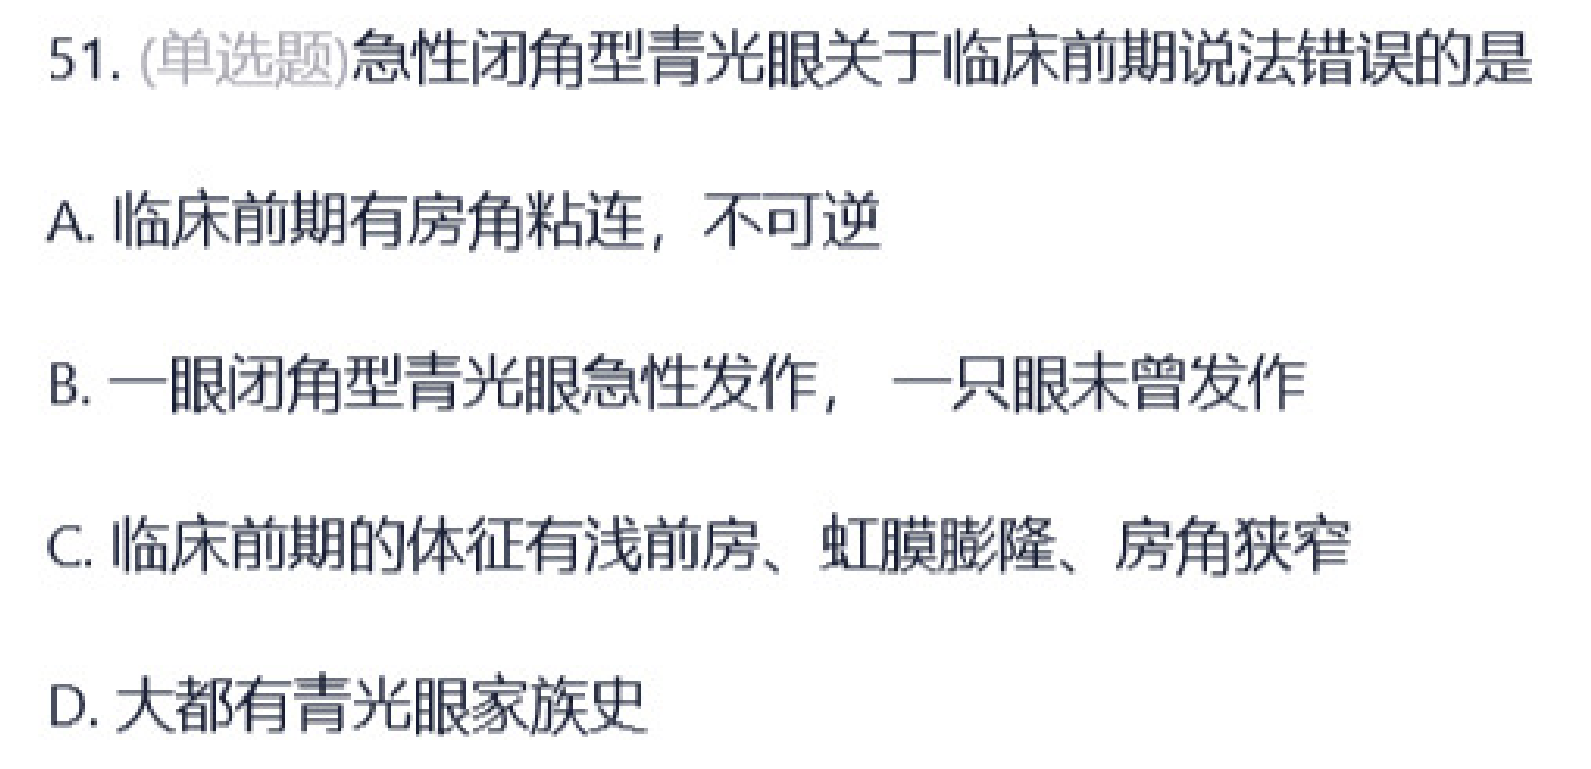 51. (单选题)急性闭角型青光眼关于临床前期说法错误的是
A. 临床前期有房角粘连，不可逆
B. 一眼闭角型青光眼急性发作， 一只眼未曾发作
C. 临床前期的体征有浅前房、虹膜膨隆、房角狭窄
D. 大都有青光眼家族史